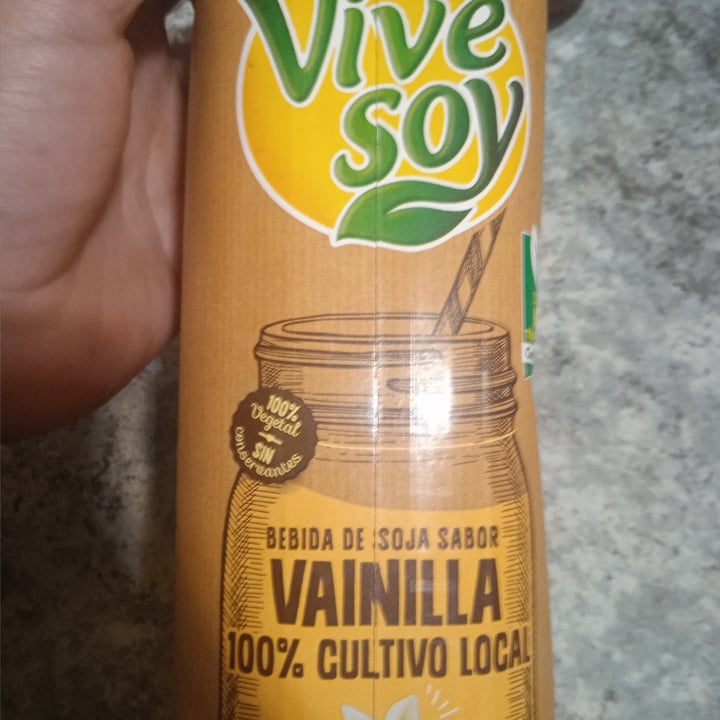 Vive
soy
100%
Vegetal
SIN
conservantes
BEBIDA DE SOJA SABOR
VAINILLA
100% CULTIVO LOCAL